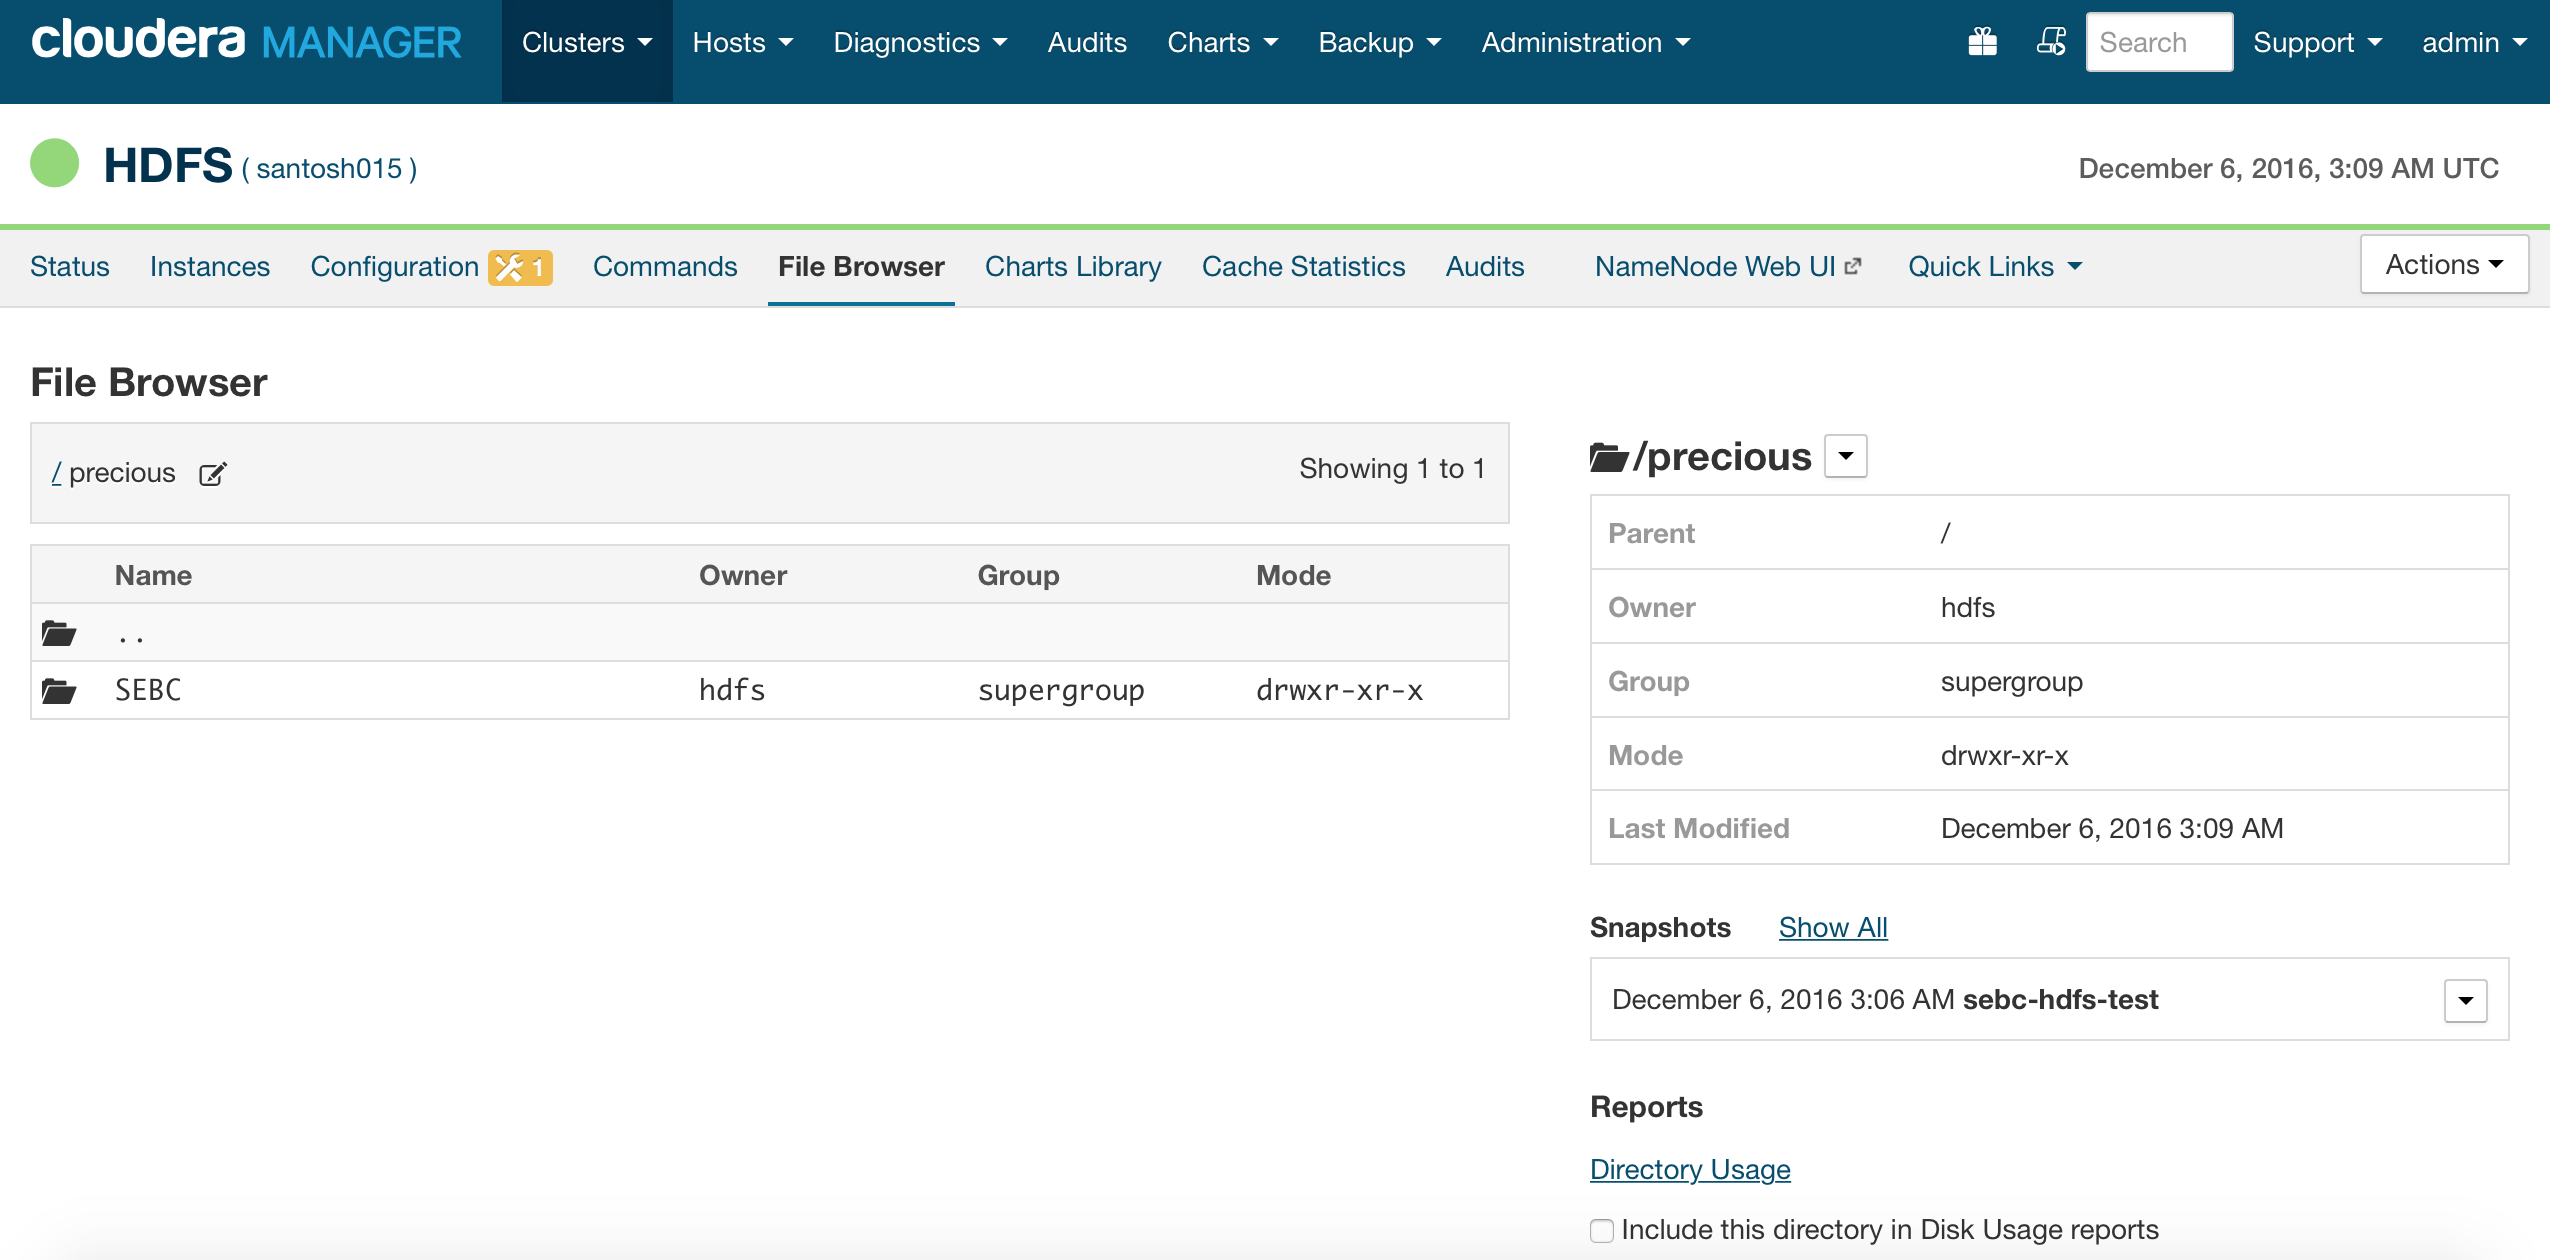 cloudera MANAGER Clusters Hosts Diagnostics Audits Charts Backup Administration Search Support admin
HDFS ( santosh015 ) December 6, 2016, 3:09 AM UTC
Status Instances Configuration 1 Commands File Browser Charts Library Cache Statistics Audits NameNode Web UI Quick Links Actions
File Browser
/ precious Showing 1 to 1
Name Owner Group Mode
..
SEBC hdfs supergroup drwxr-xr-x
/precious
Parent /
Owner hdfs
Group supergroup
Mode drwxr-xr-x
Last Modified December 6, 2016 3:09 AM
Snapshots Show All
December 6, 2016 3:06 AM sebc-hdfs-test
Reports
Directory Usage
Include this directory in Disk Usage reports